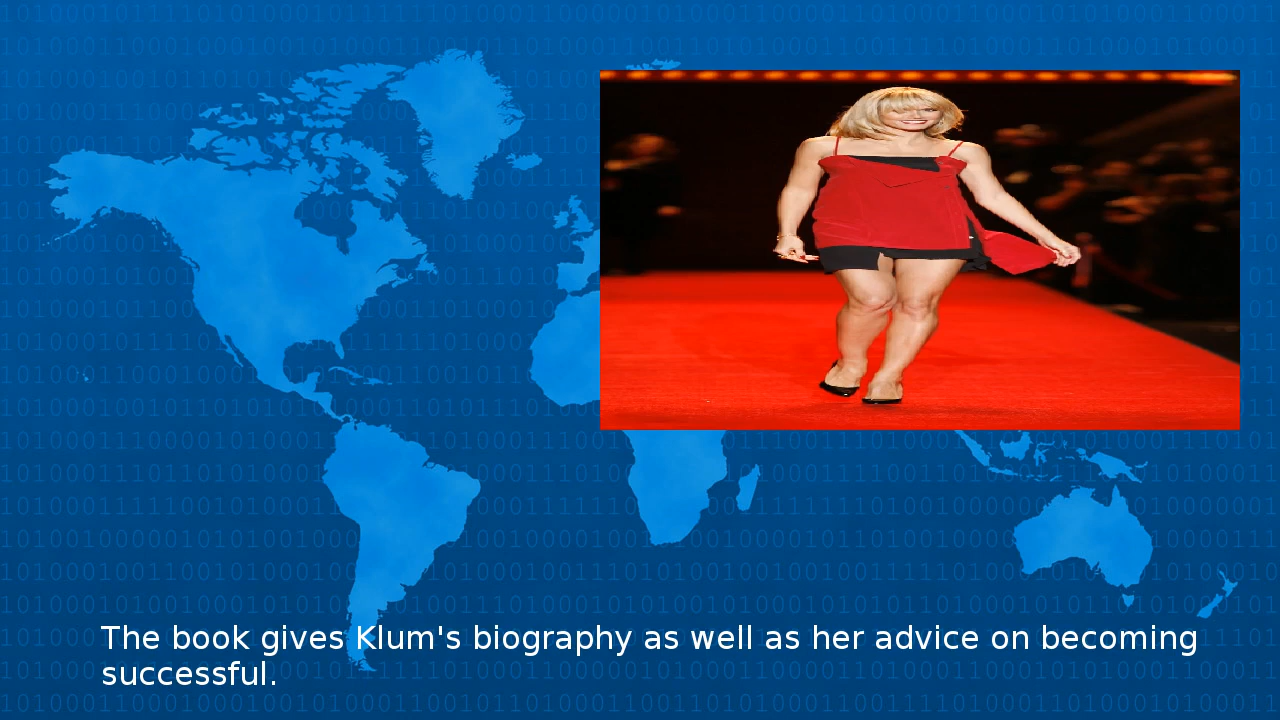 The book gives Klum's biography as well as her advice on becoming
successful.